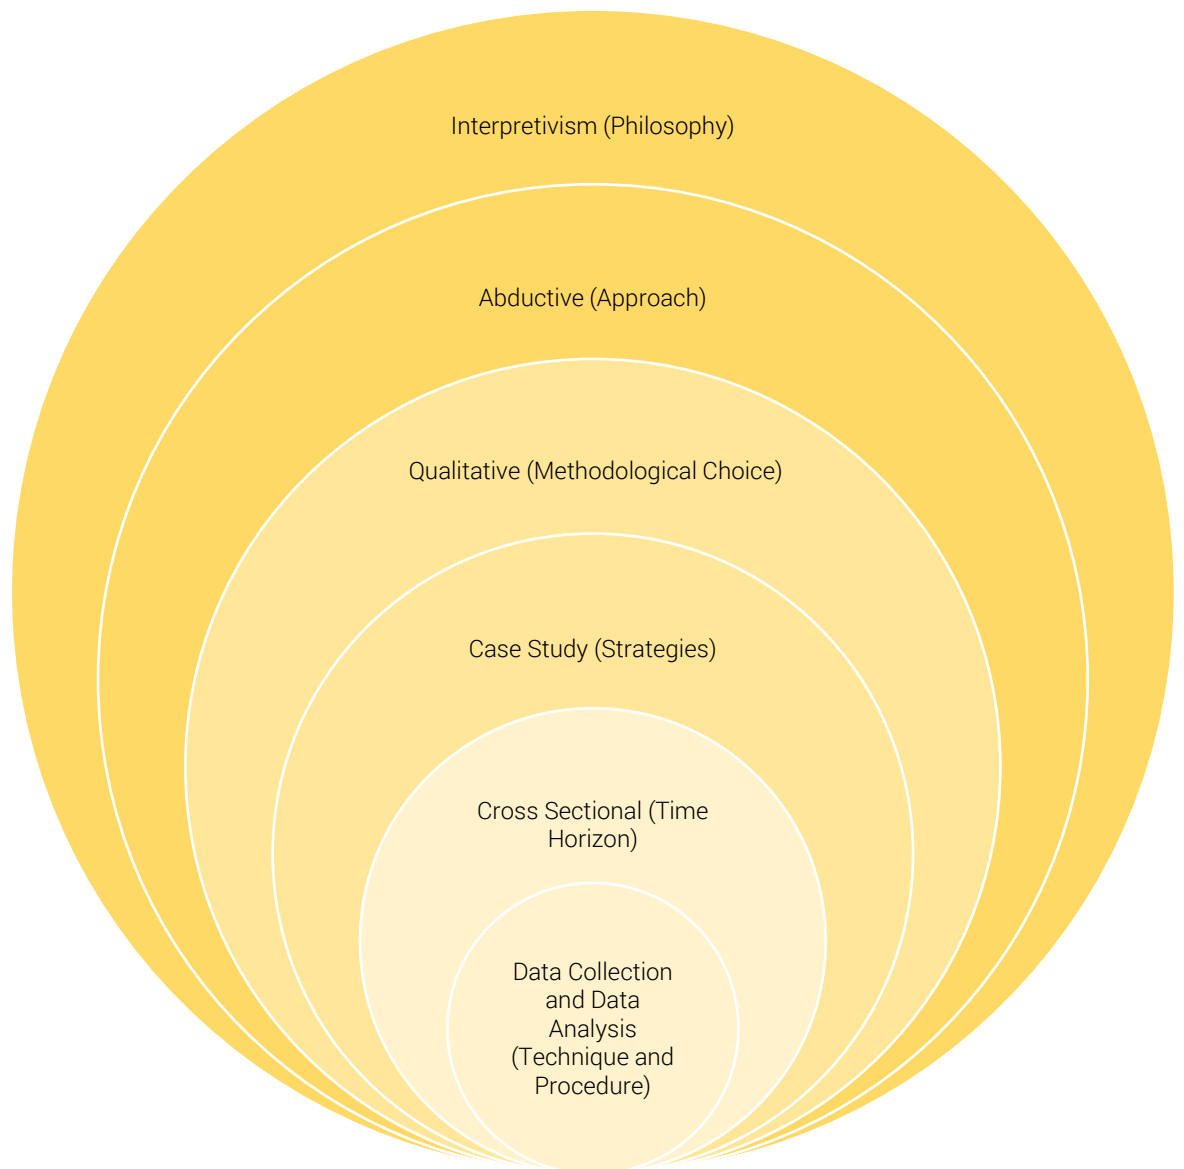 Interpretivism (Philosophy)
Abductive (Approach)
Qualitative (Methodological Choice)
Case Study (Strategies)
Cross Sectional (Time
Horizon)
Data Collection
and Data
Analysis
(Technique and
Procedure)